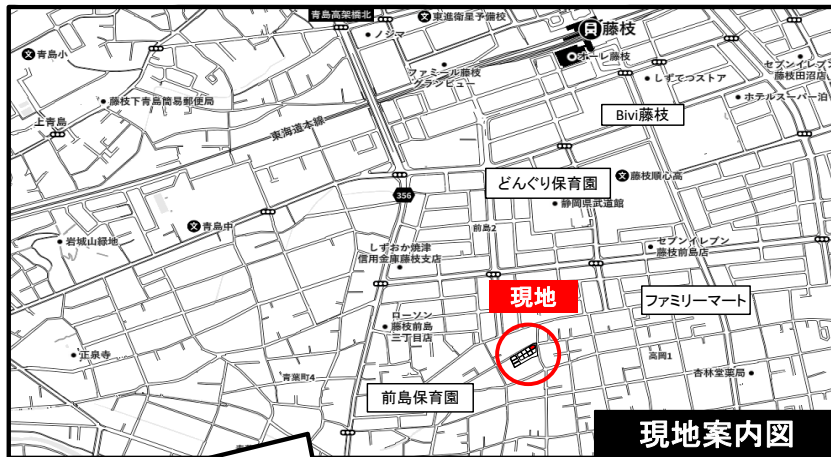 青島高架橋北
東進衛星予備校
ノジマ
藤枝
青島小
オーレ藤枝
ファミール藤枝
グランビュー
セブンイレブン
藤枝田沼店
しずてつストア
藤枝下青島簡易郵便局
ホテルスーパー泊
上青島
Bivi藤枝
東海道本線
どんぐり保育園
藤枝順心高
356
静岡県武道館
青島中
前島2
岩城山緑地
しずおか焼津
信用金庫藤枝支店
セブンイレブン
藤枝前島店
現地
ファミリーマート
ローソン
藤枝前島
三丁目店
正泉寺
高岡1
青葉町4
杏林堂薬局
前島保育園
現地案内図